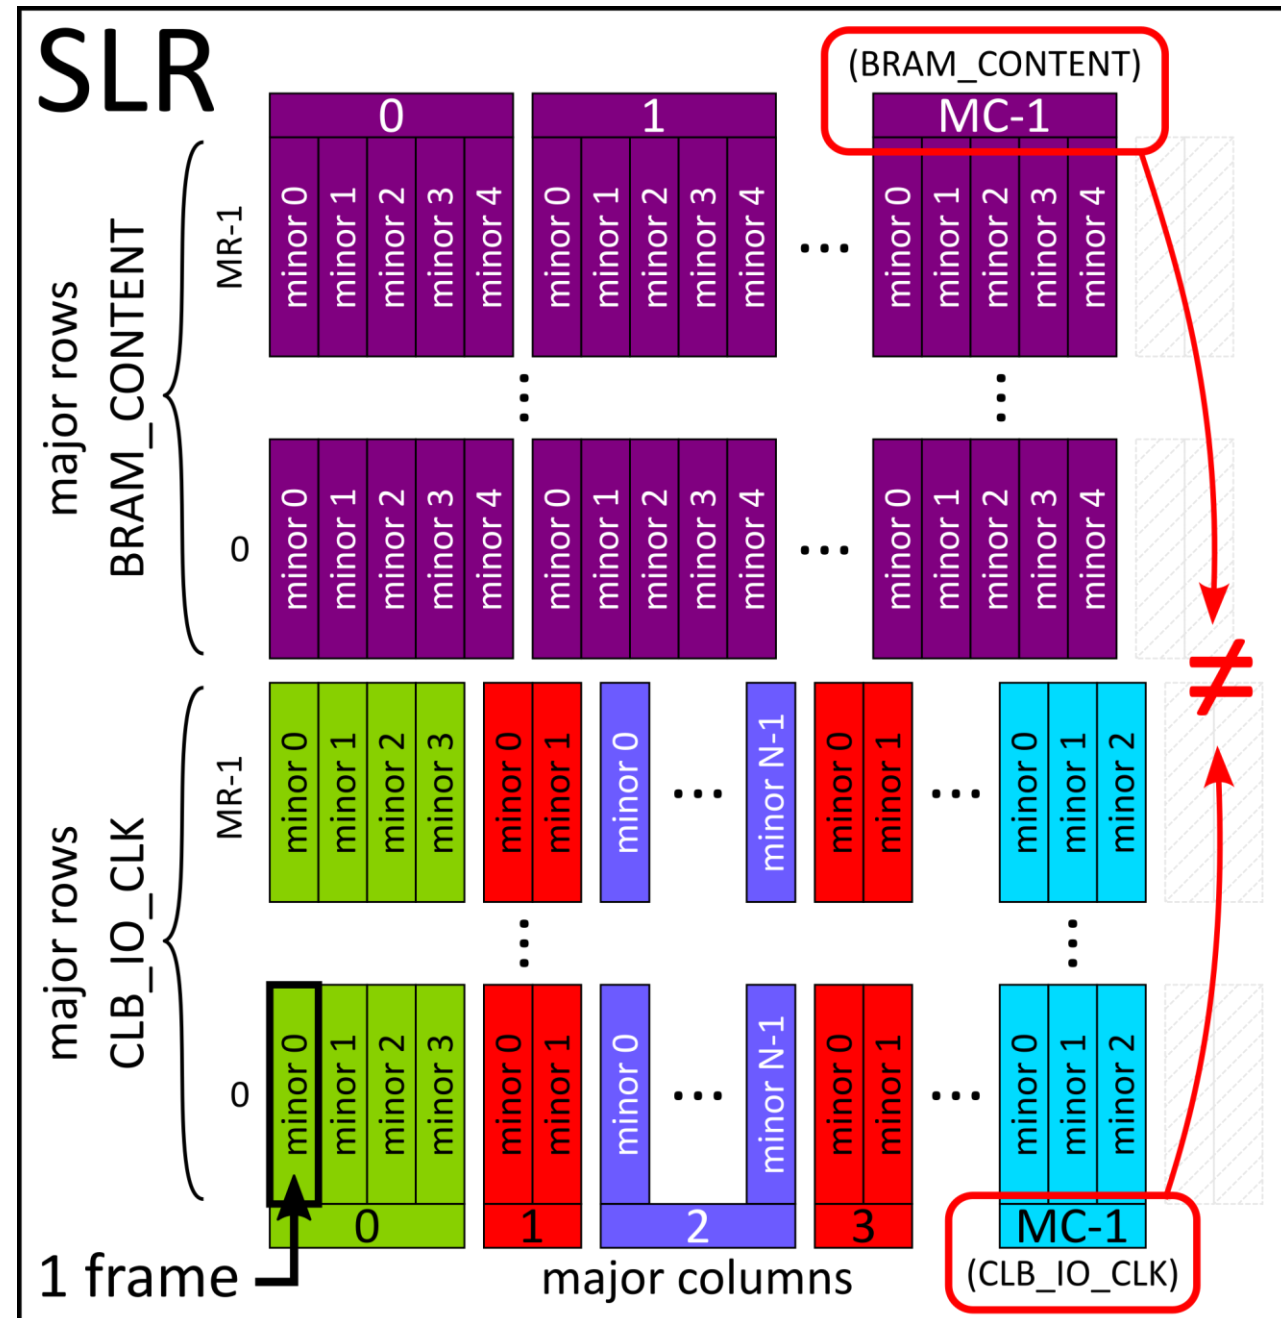 SLR
(BRAM_CONTENT)
0 1 MC-1
major rows
BRAM_CONTENT
MR-1
minor 0 minor 1 minor 2 minor 3 minor 4 minor 0 minor 1 minor 2 minor 3 minor 4 ... minor 0 minor 1 minor 2 minor 3 minor 4
0
minor 0 minor 1 minor 2 minor 3 minor 4 minor 0 minor 1 minor 2 minor 3 minor 4 ... minor 0 minor 1 minor 2 minor 3 minor 4
≠
major rows
CLB_IO_CLK
MR-1
minor 0 minor 1 minor 2 minor 3 minor 0 minor 1 minor 0 ... minor N-1 minor 0 minor 1 ... minor 0 minor 1 minor 2
0
minor 0 minor 1 minor 2 minor 3 minor 0 minor 1 minor 0 ... minor N-1 minor 0 minor 1 ... minor 0 minor 1 minor 2
0 1 2 3 MC-1
(CLB_IO_CLK)
1 frame
major columns